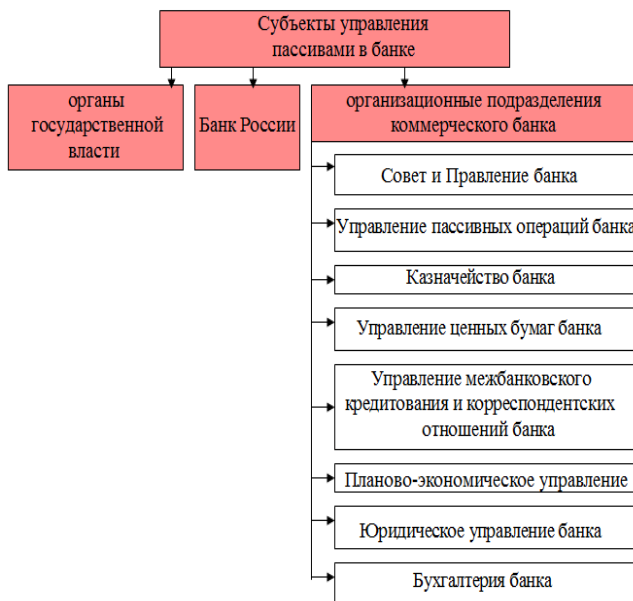 Субъекты управления
пассивами в банке
органы
государственной
власти
Банк России
организационные подразделения
коммерческого банка
Совет и Правление банка
Управление пассивных операций банка
Казначейство банка
Управление ценных бумаг банка
Управление межбанковского
кредитования и корреспондентских
отношений банка
Планово-экономическое управление
Юридическое управление банка
Бухгалтерия банка